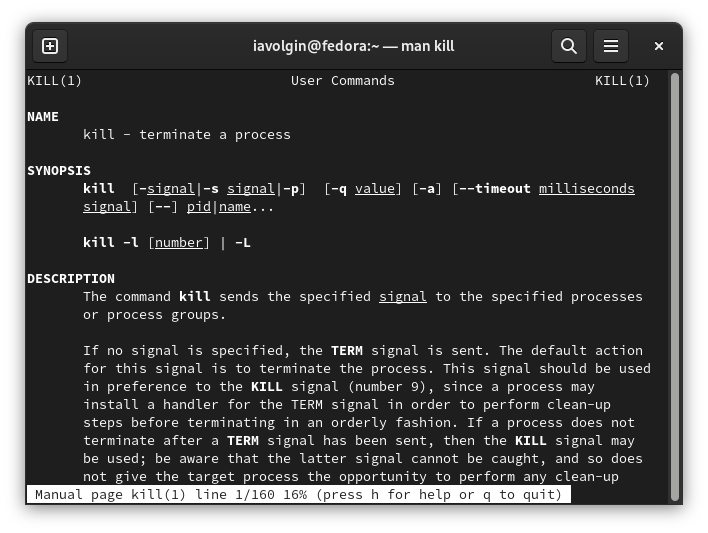 iavolgin@fedora:~ — man kill
KILL(1) User Commands KILL(1)
NAME
kill - terminate a process
SYNOPSIS
kill [-signal|-s signal|-p] [-q value] [-a] [--timeout milliseconds
signal] [--] pid|name...
kill -l [number] | -L
DESCRIPTION
The command kill sends the specified signal to the specified processes
or process groups.
If no signal is specified, the TERM signal is sent. The default action
for this signal is to terminate the process. This signal should be used
in preference to the KILL signal (number 9), since a process may
install a handler for the TERM signal in order to perform clean-up
steps before terminating in an orderly fashion. If a process does not
terminate after a TERM signal has been sent, then the KILL signal may
be used; be aware that the latter signal cannot be caught, and so does
not give the target process the opportunity to perform any clean-up
Manual page kill(1) line 1/160 16% (press h for help or q to quit)